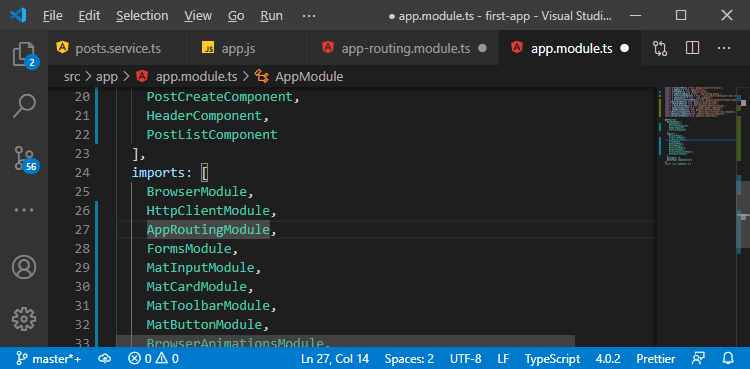 File Edit Selection View Go Run ··· ● app.module.ts - first-app - Visual Studi...
posts.service.ts app.js app-routing.module.ts ● app.module.ts ● ···
src > app > app.module.ts > AppModule
20 PostCreateComponent,
21 HeaderComponent,
22 PostListComponent
23 ],
24 imports: [
25 BrowserModule,
26 HttpClientModule,
27 AppRoutingModule,
28 FormsModule,
29 MatInputModule,
30 MatCardModule,
31 MatToolbarModule,
32 MatButtonModule,
33 BrowserAnimationsModule,
2
56
master*+ 0 0 Ln 27, Col 14 Spaces: 2 UTF-8 LF TypeScript 4.0.2 Prettier